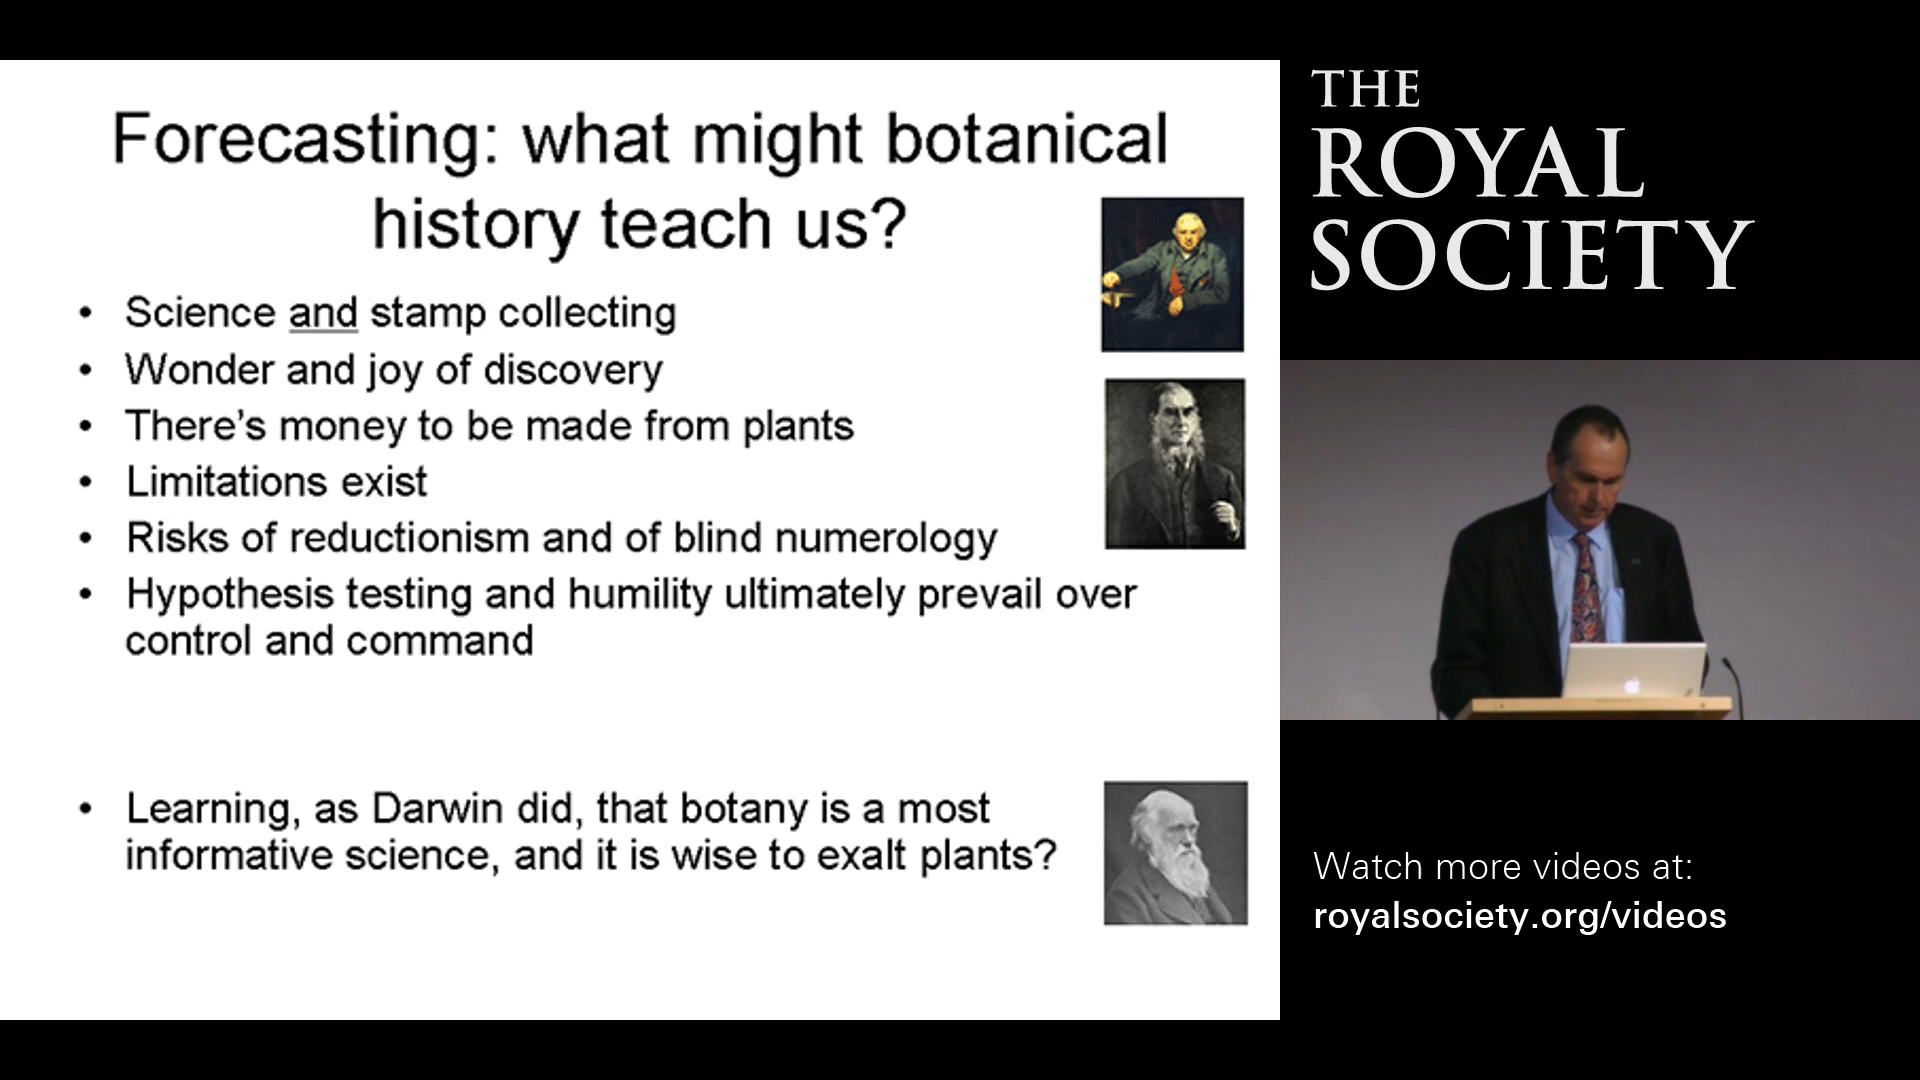 Forecasting: what might botanical
history teach us?
• Science and stamp collecting
• Wonder and joy of discovery
• There's money to be made from plants
• Limitations exist
• Risks of reductionism and of blind numerology
• Hypothesis testing and humility ultimately prevail over
control and command
• Learning, as Darwin did, that botany is a most
informative science, and it is wise to exalt plants?
THE
ROYAL
SOCIETY
Watch more videos at:
royalsociety.org/videos